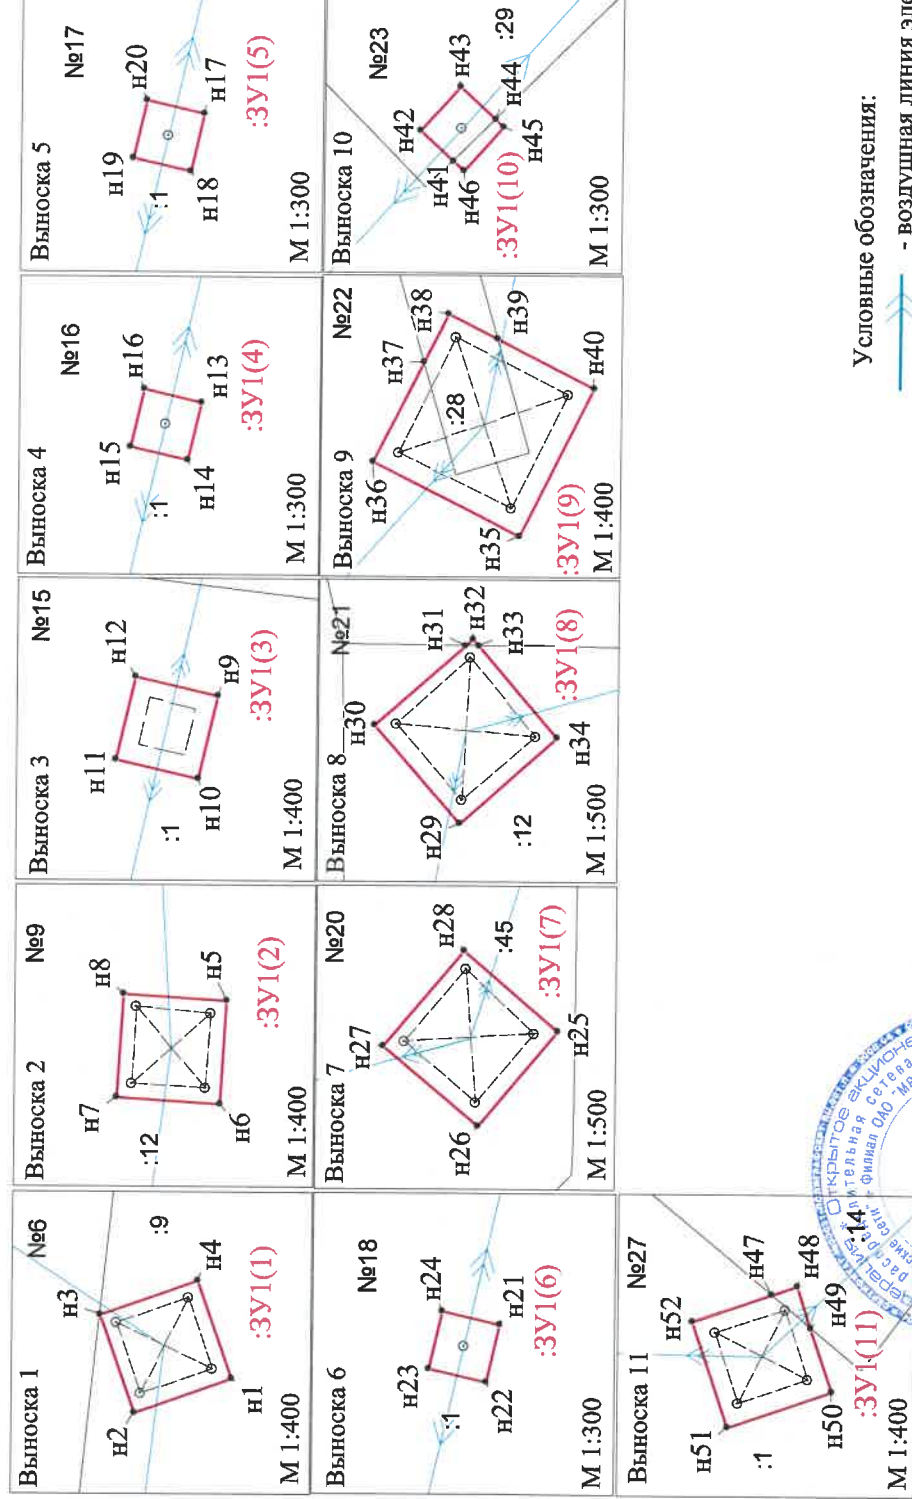 Выноска 1
№6
н3
н2
:9
н4
н1
:ЗУ1(1)
М 1:400
Выноска 2
№9
н7
н8
:12
н6
н5
:ЗУ1(2)
М 1:400
Выноска 3
№15
н11
н12
:1
н10
н9
:ЗУ1(3)
М 1:400
Выноска 4
№16
н15
н16
:1
н14
н13
:ЗУ1(4)
М 1:300
Выноска 5
№17
н19
н20
:1
н18
н17
:ЗУ1(5)
М 1:300
Выноска 6
№18
н23
н24
:1
н22
н21
:ЗУ1(6)
М 1:300
Выноска 7
№20
н27
н28
н26
:45
н25
:ЗУ1(7)
М 1:500
Выноска 8
№21
н30
н31
н32
н29
н33
:12
н34
:ЗУ1(8)
М 1:500
Выноска 9
№22
н36
н37
н38
:28
н39
н35
н40
:ЗУ1(9)
М 1:400
Выноска 10
№23
н42
н43
н41
:29
н46
н44
н45
:ЗУ1(10)
М 1:300
Выноска 11
№27
н52
н51
н47
:1
н48
:14
н50
н49
:ЗУ1(11)
М 1:400
Условные обозначения:
- воздушная линия
Открытое
сетева
филиал ОАО "МР
сети"